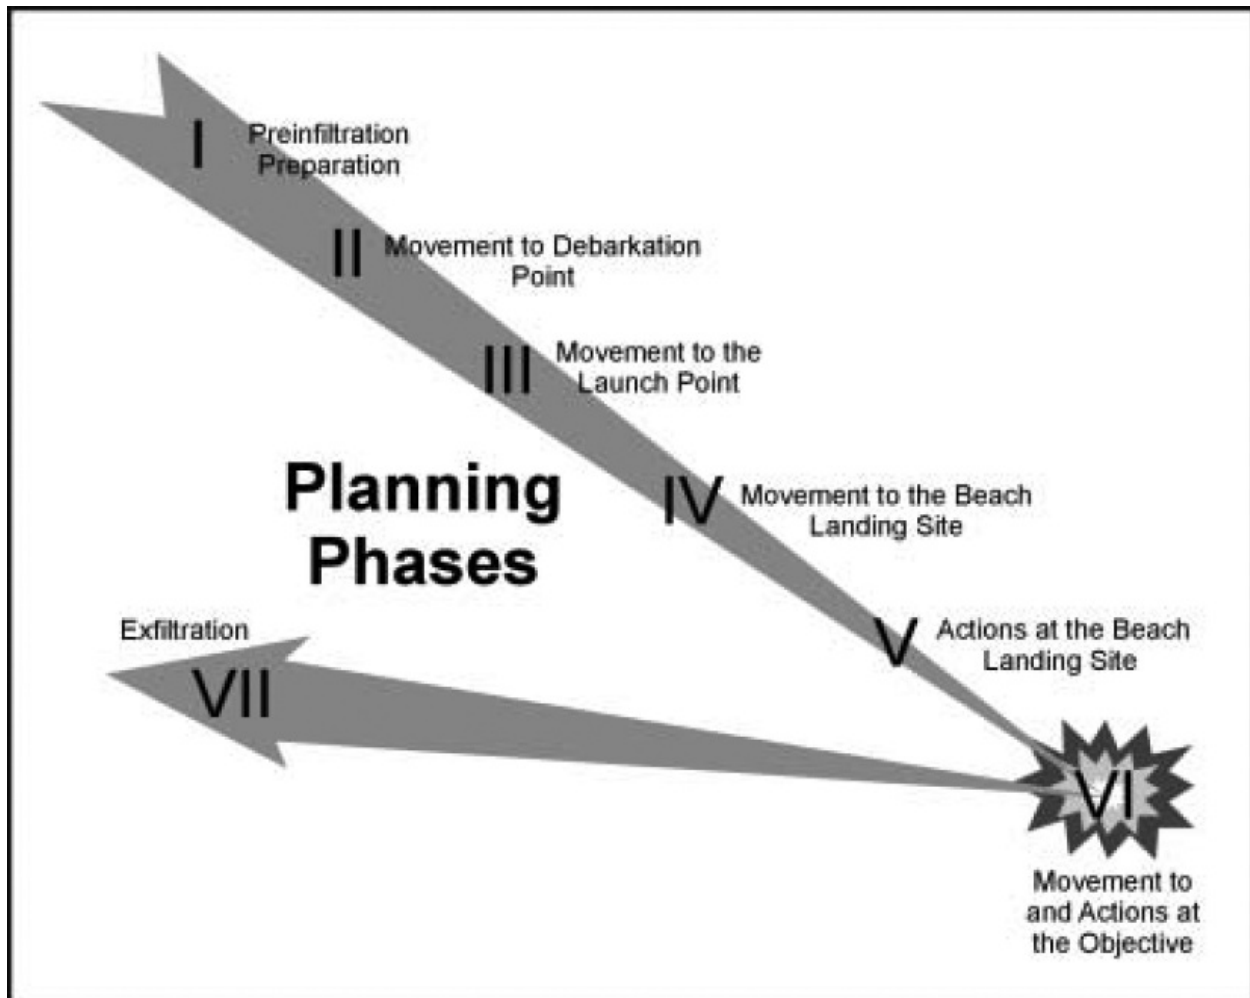 I
Preinfiltration
Preparation
II
Movement to Debarkation
Point
III
Movement to the
Launch Point
Planning
Phases
IV
Movement to the Beach
Landing Site
V
Actions at the Beach
Landing Site
Exfiltration
VII
VI
Movement to
and Actions at
the Objective